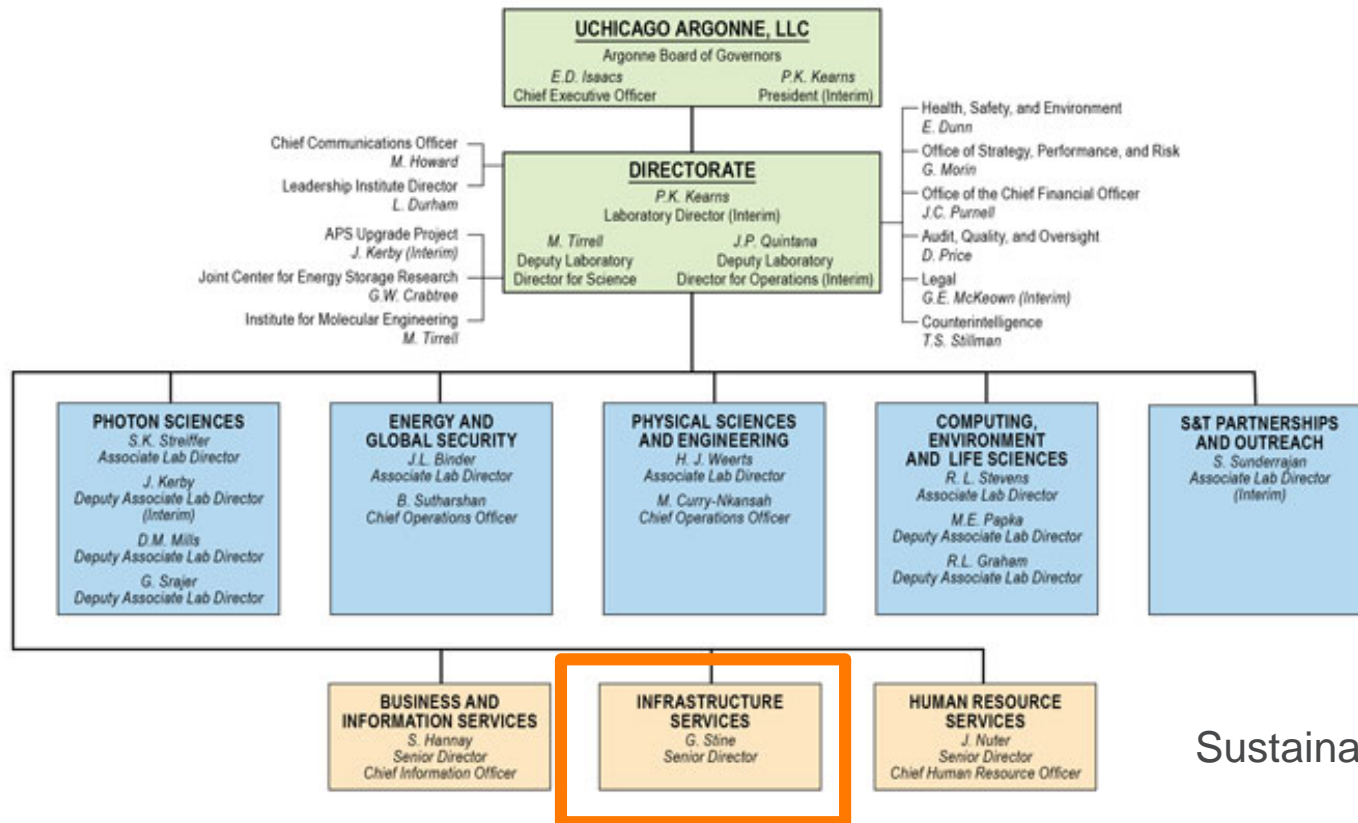 UCHICAGO ARGONNE, LLC
Argonne Board of Governors
E.D. Isaacs
Chief Executive Officer
P.K. Kearns
President (Interim)
Chief Communications Officer
M. Howard
Leadership Institute Director
L. Durham
APS Upgrade Project
J. Kerby (Interim)
Joint Center for Energy Storage Research
G.W. Crabtree
Institute for Molecular Engineering
M. Tirrell
DIRECTORATE
P.K. Kearns
Laboratory Director (Interim)
M. Tirrell
Deputy Laboratory
Director for Science
J.P. Quintana
Deputy Laboratory
Director for Operations (Interim)
Health, Safety, and Environment
E. Dunn
Office of Strategy, Performance, and Risk
G. Morin
Office of the Chief Financial Officer
J.C. Purnell
Audit, Quality, and Oversight
D. Price
Legal
G.E. McKeown (Interim)
Counterintelligence
T.S. Stillman
PHOTON SCIENCES
S.K. Streiffer
Associate Lab Director
J. Kerby
Deputy Associate Lab Director
(Interim)
D.M. Mills
Deputy Associate Lab Director
G. Srajer
Deputy Associate Lab Director
ENERGY AND
GLOBAL SECURITY
J.L. Binder
Associate Lab Director
B. Sutharshan
Chief Operations Officer
PHYSICAL SCIENCES
AND ENGINEERING
H. J. Weerts
Associate Lab Director
M. Curry-Nkansah
Chief Operations Officer
COMPUTING,
ENVIRONMENT
AND LIFE SCIENCES
R. L. Stevens
Associate Lab Director
M.E. Papka
Deputy Associate Lab Director
R.L. Graham
Deputy Associate Lab Director
S&T PARTNERSHIPS
AND OUTREACH
S. Sunderrajan
Associate Lab Director
(Interim)
BUSINESS AND
INFORMATION SERVICES
S. Hannay
Senior Director
Chief Information Officer
INFRASTRUCTURE
SERVICES
G. Stine
Senior Director
HUMAN RESOURCE
SERVICES
J. Nuter
Senior Director
Chief Human Resource Officer
Sustaina